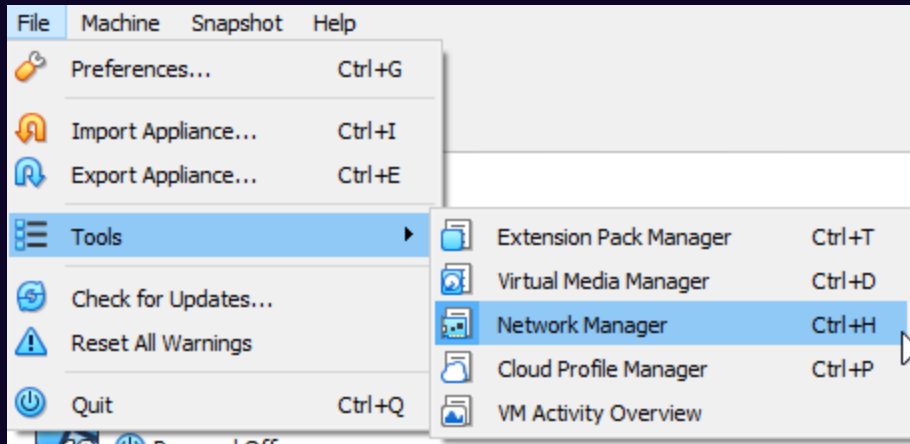 File Machine Snapshot Help
Preferences... Ctrl+G
Import Appliance... Ctrl+I
Export Appliance... Ctrl+E
Tools
Check for Updates...
Reset All Warnings
Quit Ctrl+Q
Extension Pack Manager Ctrl+T
Virtual Media Manager Ctrl+D
Network Manager Ctrl+H
Cloud Profile Manager Ctrl+P
VM Activity Overview